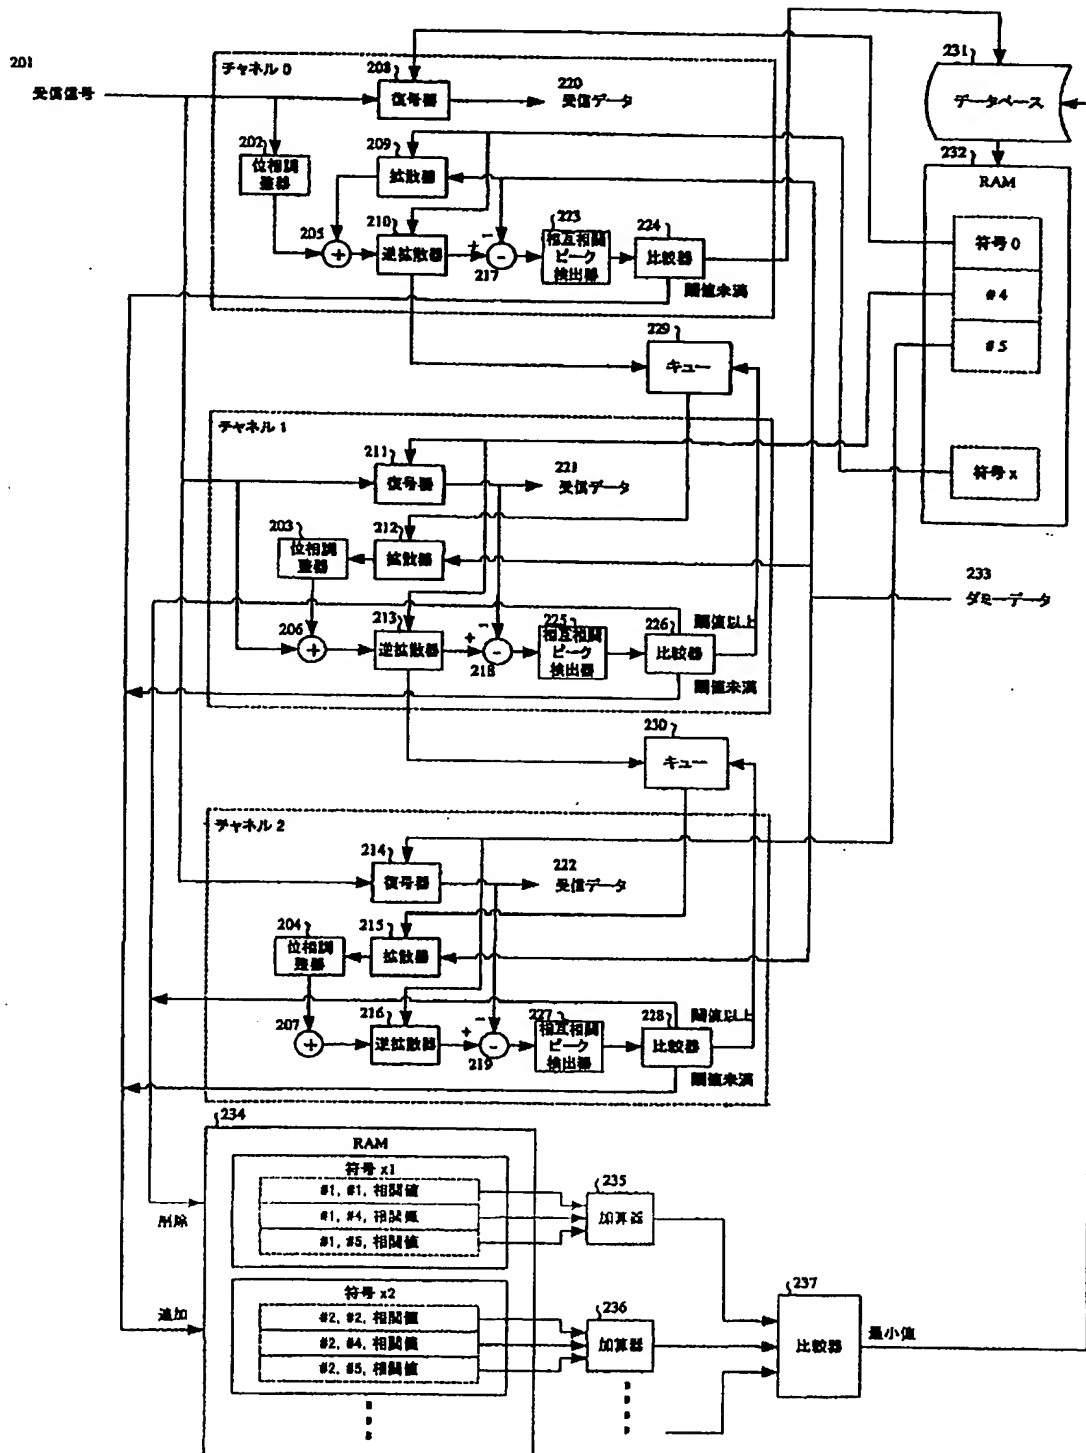 201
受信信号
チャネル 0
208
復号器
220
受信データ
202
位相調
整器
209
拡散器
210
205
+
逆拡散器
+
-
-
217
223
相互相関
ピーク
検出器
224
比較器
閾値未満
231
データベース
232
RAM
符号 0
#4
#5
符号 x
229
キュー
チャネル 1
211
復号器
221
受信データ
203
位相調
整器
212
拡散器
233
ダミーデータ
206
+
213
逆拡散器
+
-
-
218
225
相互相関
ピーク
検出器
226
比較器
閾値以上
閾値未満
230
キュー
チャネル 2
214
復号器
222
受信データ
204
位相調
整器
215
拡散器
207
+
216
逆拡散器
+
-
-
219
227
相互相関
ピーク
検出器
228
比較器
閾値以上
閾値未満
234
RAM
符号 x1
#1, #1, 相関値
#1, #4, 相関値
#1, #5, 相関値
235
加算器
削除
符号 x2
#2, #2, 相関値
#2, #4, 相関値
#2, #5, 相関値
236
加算器
追加
237
比較器
最小値